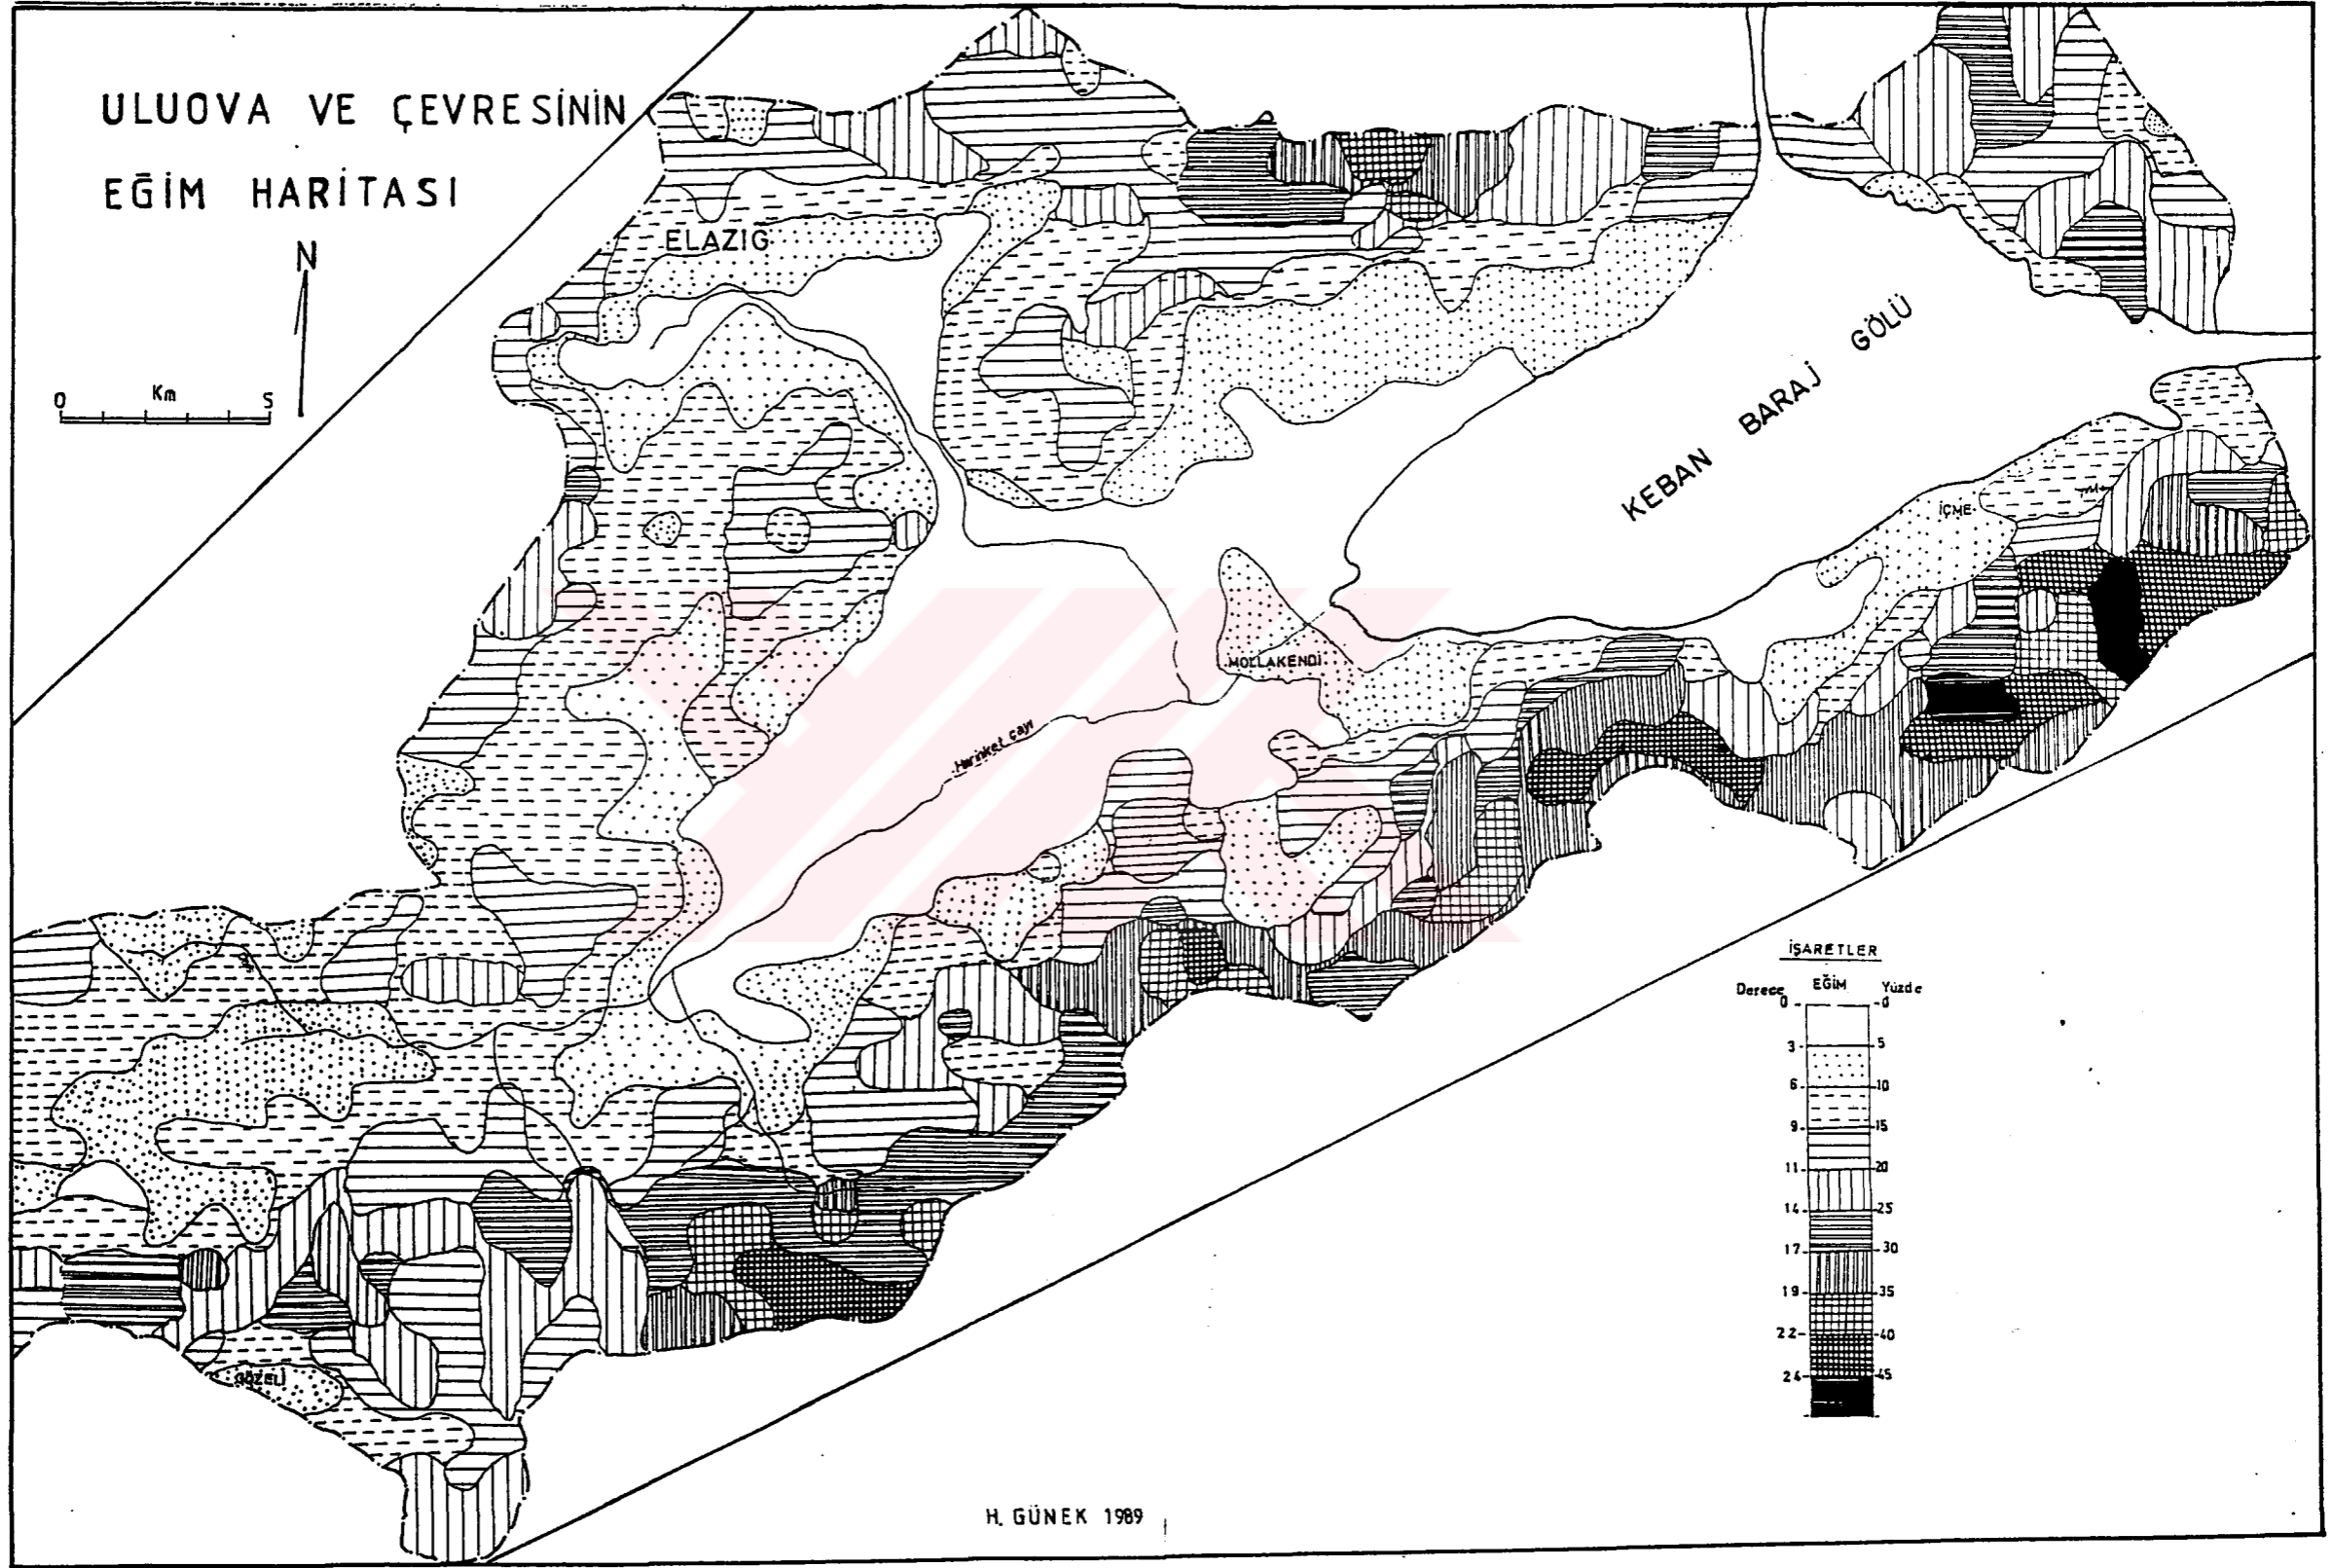 ULUOVA VE ÇEVRESİNİN
EĞİM HARİTASI
N
0 Km 5
ELAZIĞ
KEBAN BARAJ GÖLÜ
İÇME
MOLLAKENDİ
Harinket çayı
GÖZELİ
İŞARETLER
Derece EĞİM Yüzde
0 0
3 5
6 10
9 15
11 20
14 25
17 30
19 35
22 40
24 45
H. GÜNEK 1989